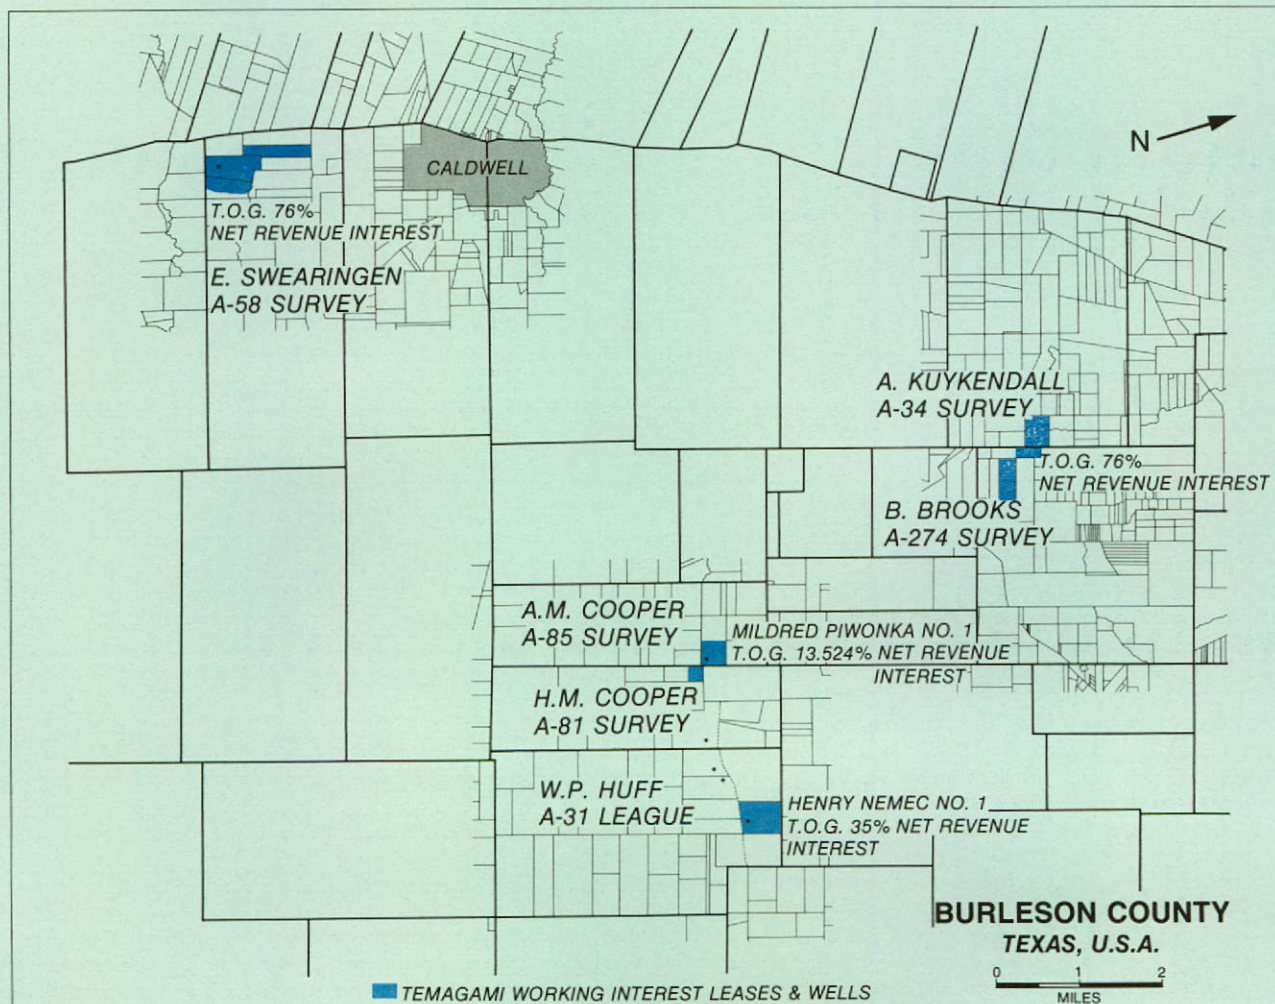 N
CALDWELL
T.O.G. 76%
NET REVENUE INTEREST
E. SWEARINGEN
A-58 SURVEY
A. KUYKENDALL
A-34 SURVEY
T.O.G. 76%
NET REVENUE INTEREST
B. BROOKS
A-274 SURVEY
A.M. COOPER
A-85 SURVEY
MILDRED PIWONKA NO. 1
T.O.G. 13.524% NET REVENUE
INTEREST
H.M. COOPER
A-81 SURVEY
W.P. HUFF
A-31 LEAGUE
HENRY NEMEC NO. 1
T.O.G. 35% NET REVENUE
INTEREST
BURLESON COUNTY
TEXAS, U.S.A.
0 1 2
MILES
TEMAGAMI WORKING INTEREST LEASES & WELLS